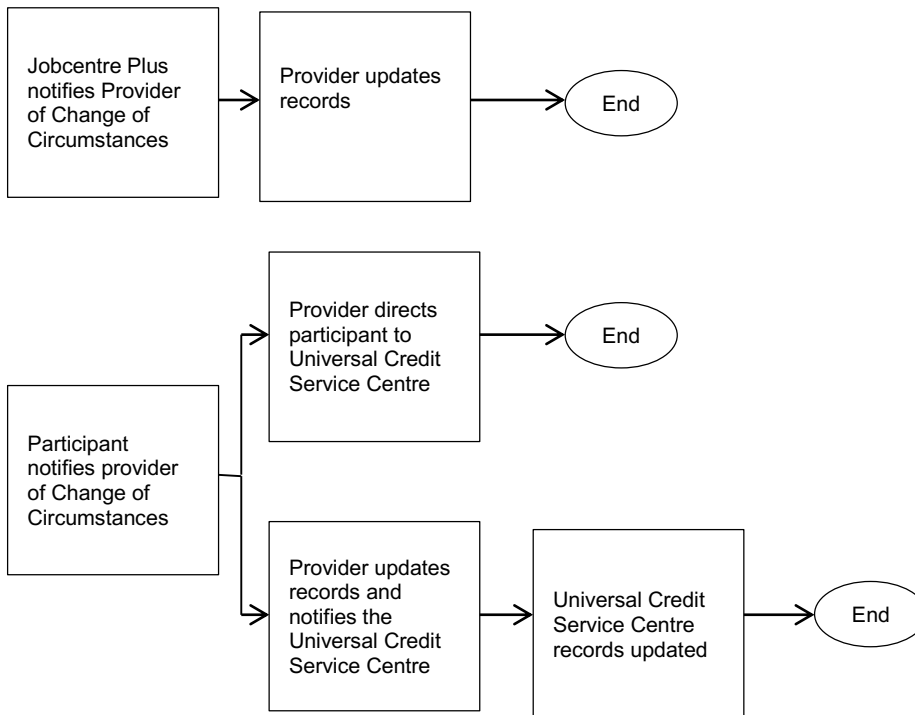 Jobcentre Plus
notifies Provider
of Change of
Circumstances
Provider updates
records
End
Provider directs
participant to
Universal Credit
Service Centre
End
Participant
notifies provider
of Change of
Circumstances
Provider updates
records and
notifies the
Universal Credit
Service Centre
Universal Credit
Service Centre
records updated
End